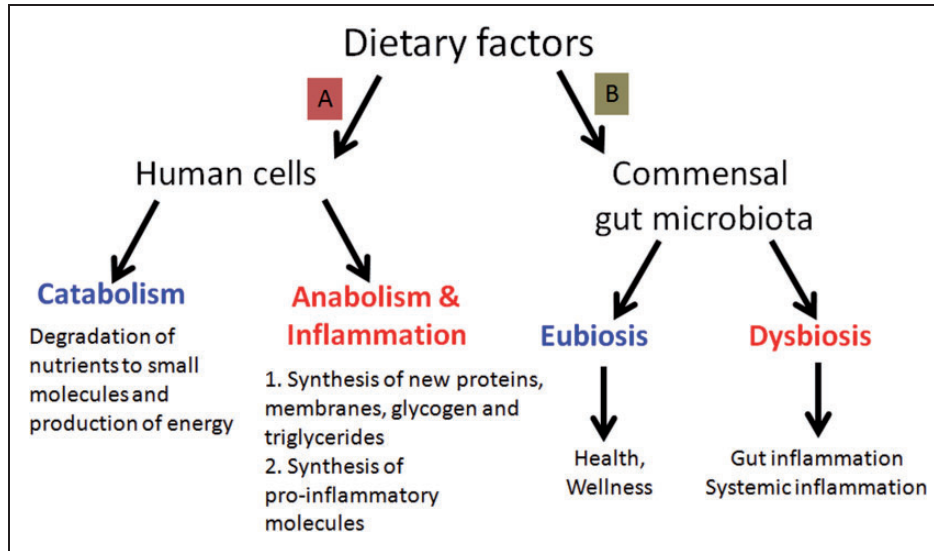 Dietary factors
A
B
Human cells
Commensal
gut microbiota
Catabolism
Degradation of
nutrients to small
molecules and
production of energy
Anabolism &
Inflammation
1. Synthesis of new proteins,
membranes, glycogen and
triglycerides
2. Synthesis of
pro-inflammatory
molecules
Eubiosis
Health,
Wellness
Dysbiosis
Gut inflammation
Systemic inflammation